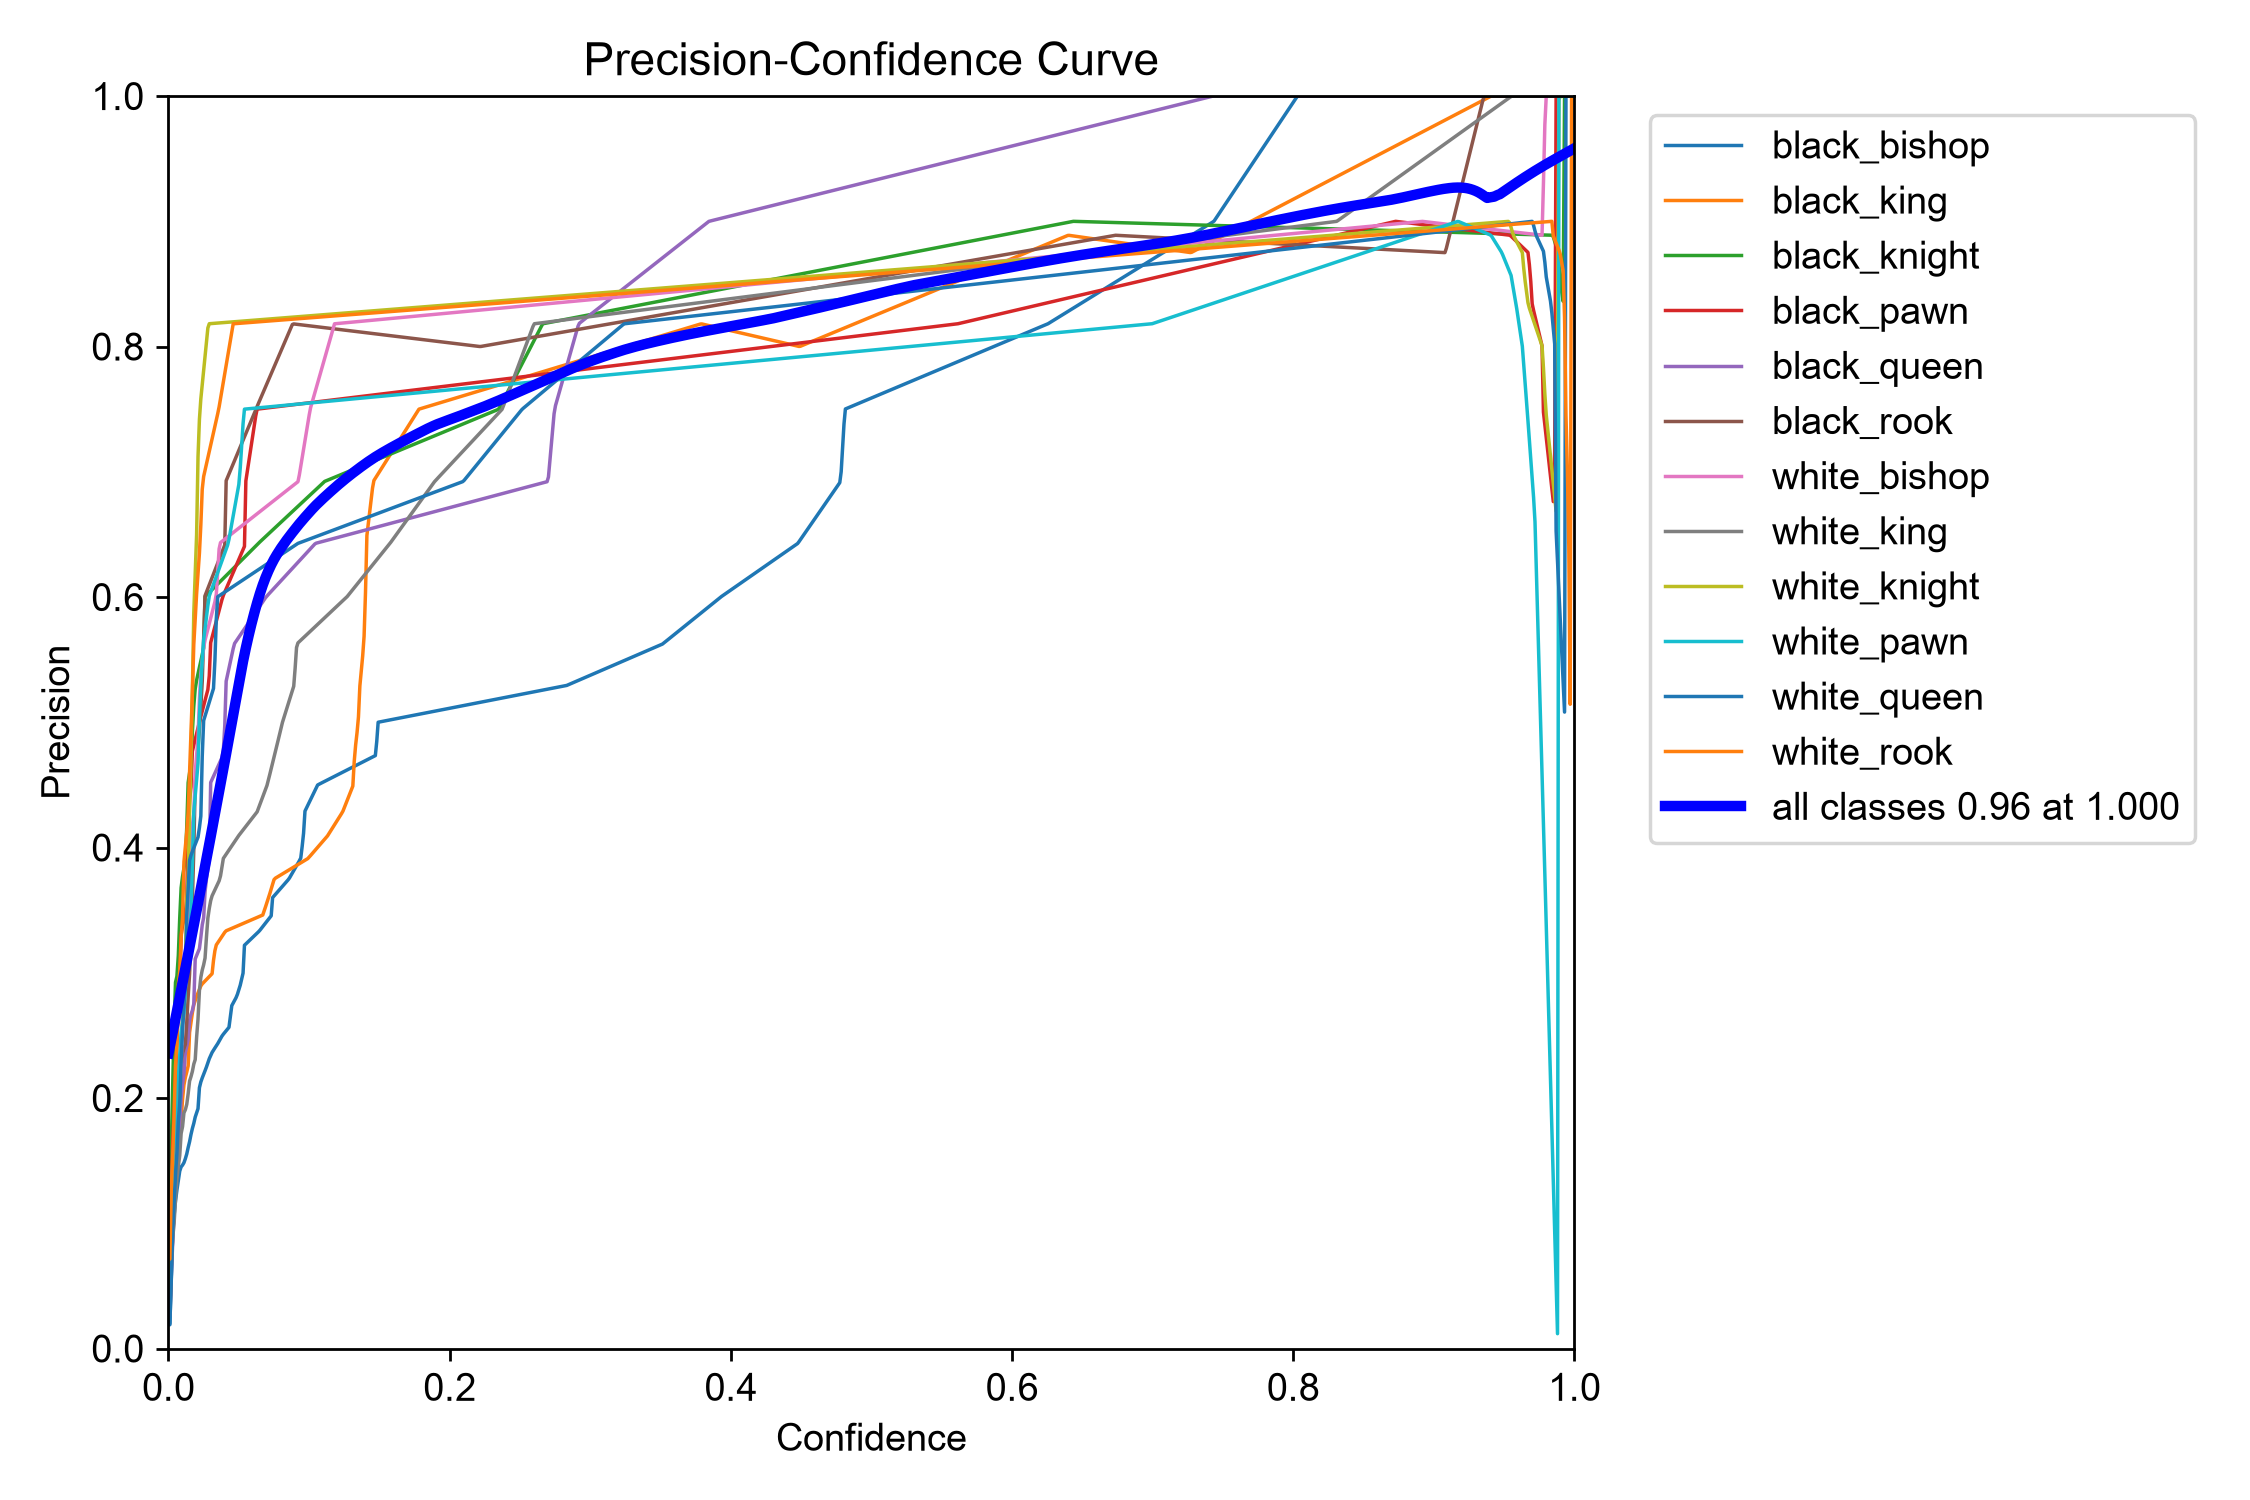 Precision-Confidence Curve
1.0
0.8
0.6
0.4
0.2
0.0
Precision
0.0 0.2 0.4 0.6 0.8 1.0
Confidence
black_bishop
black_king
black_knight
black_pawn
black_queen
black_rook
white_bishop
white_king
white_knight
white_pawn
white_queen
white_rook
all classes 0.96 at 1.000